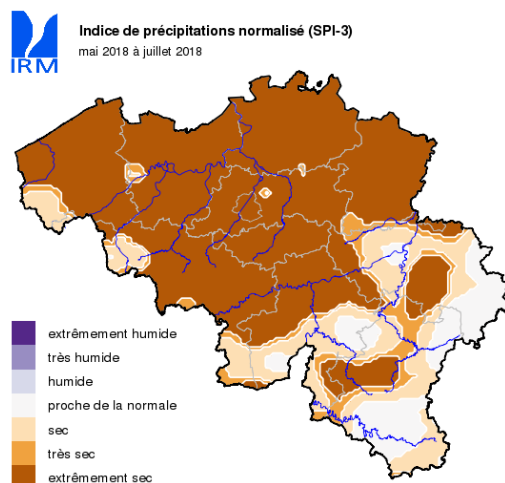 Indice de précipitations normalisé (SPI-3)
mai 2018 à juillet 2018
IRM
extrêmement humide
très humide
humide
proche de la normale
sec
très sec
extrêmement sec